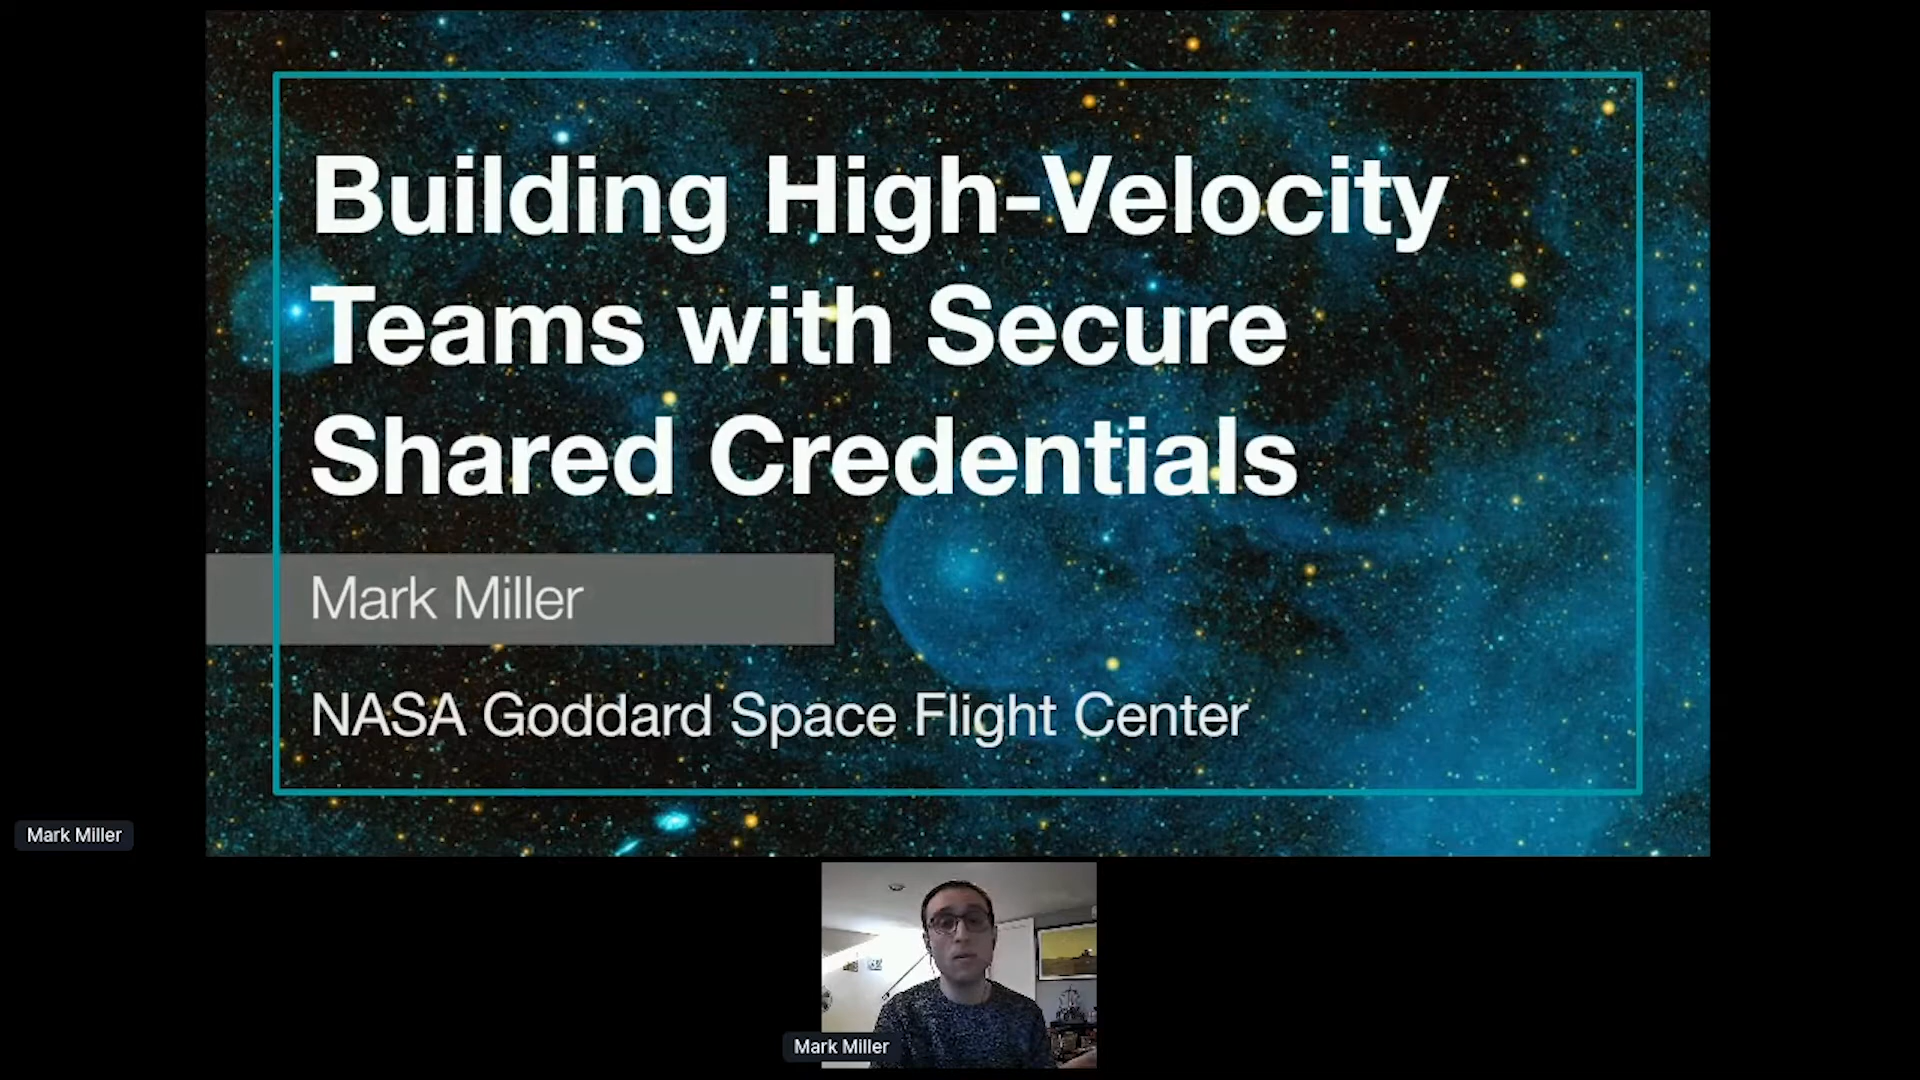 Building High-Velocity
Teams with Secure
Shared Credentials
Mark Miller
NASA Goddard Space Flight Center
Mark Miller
Mark Miller